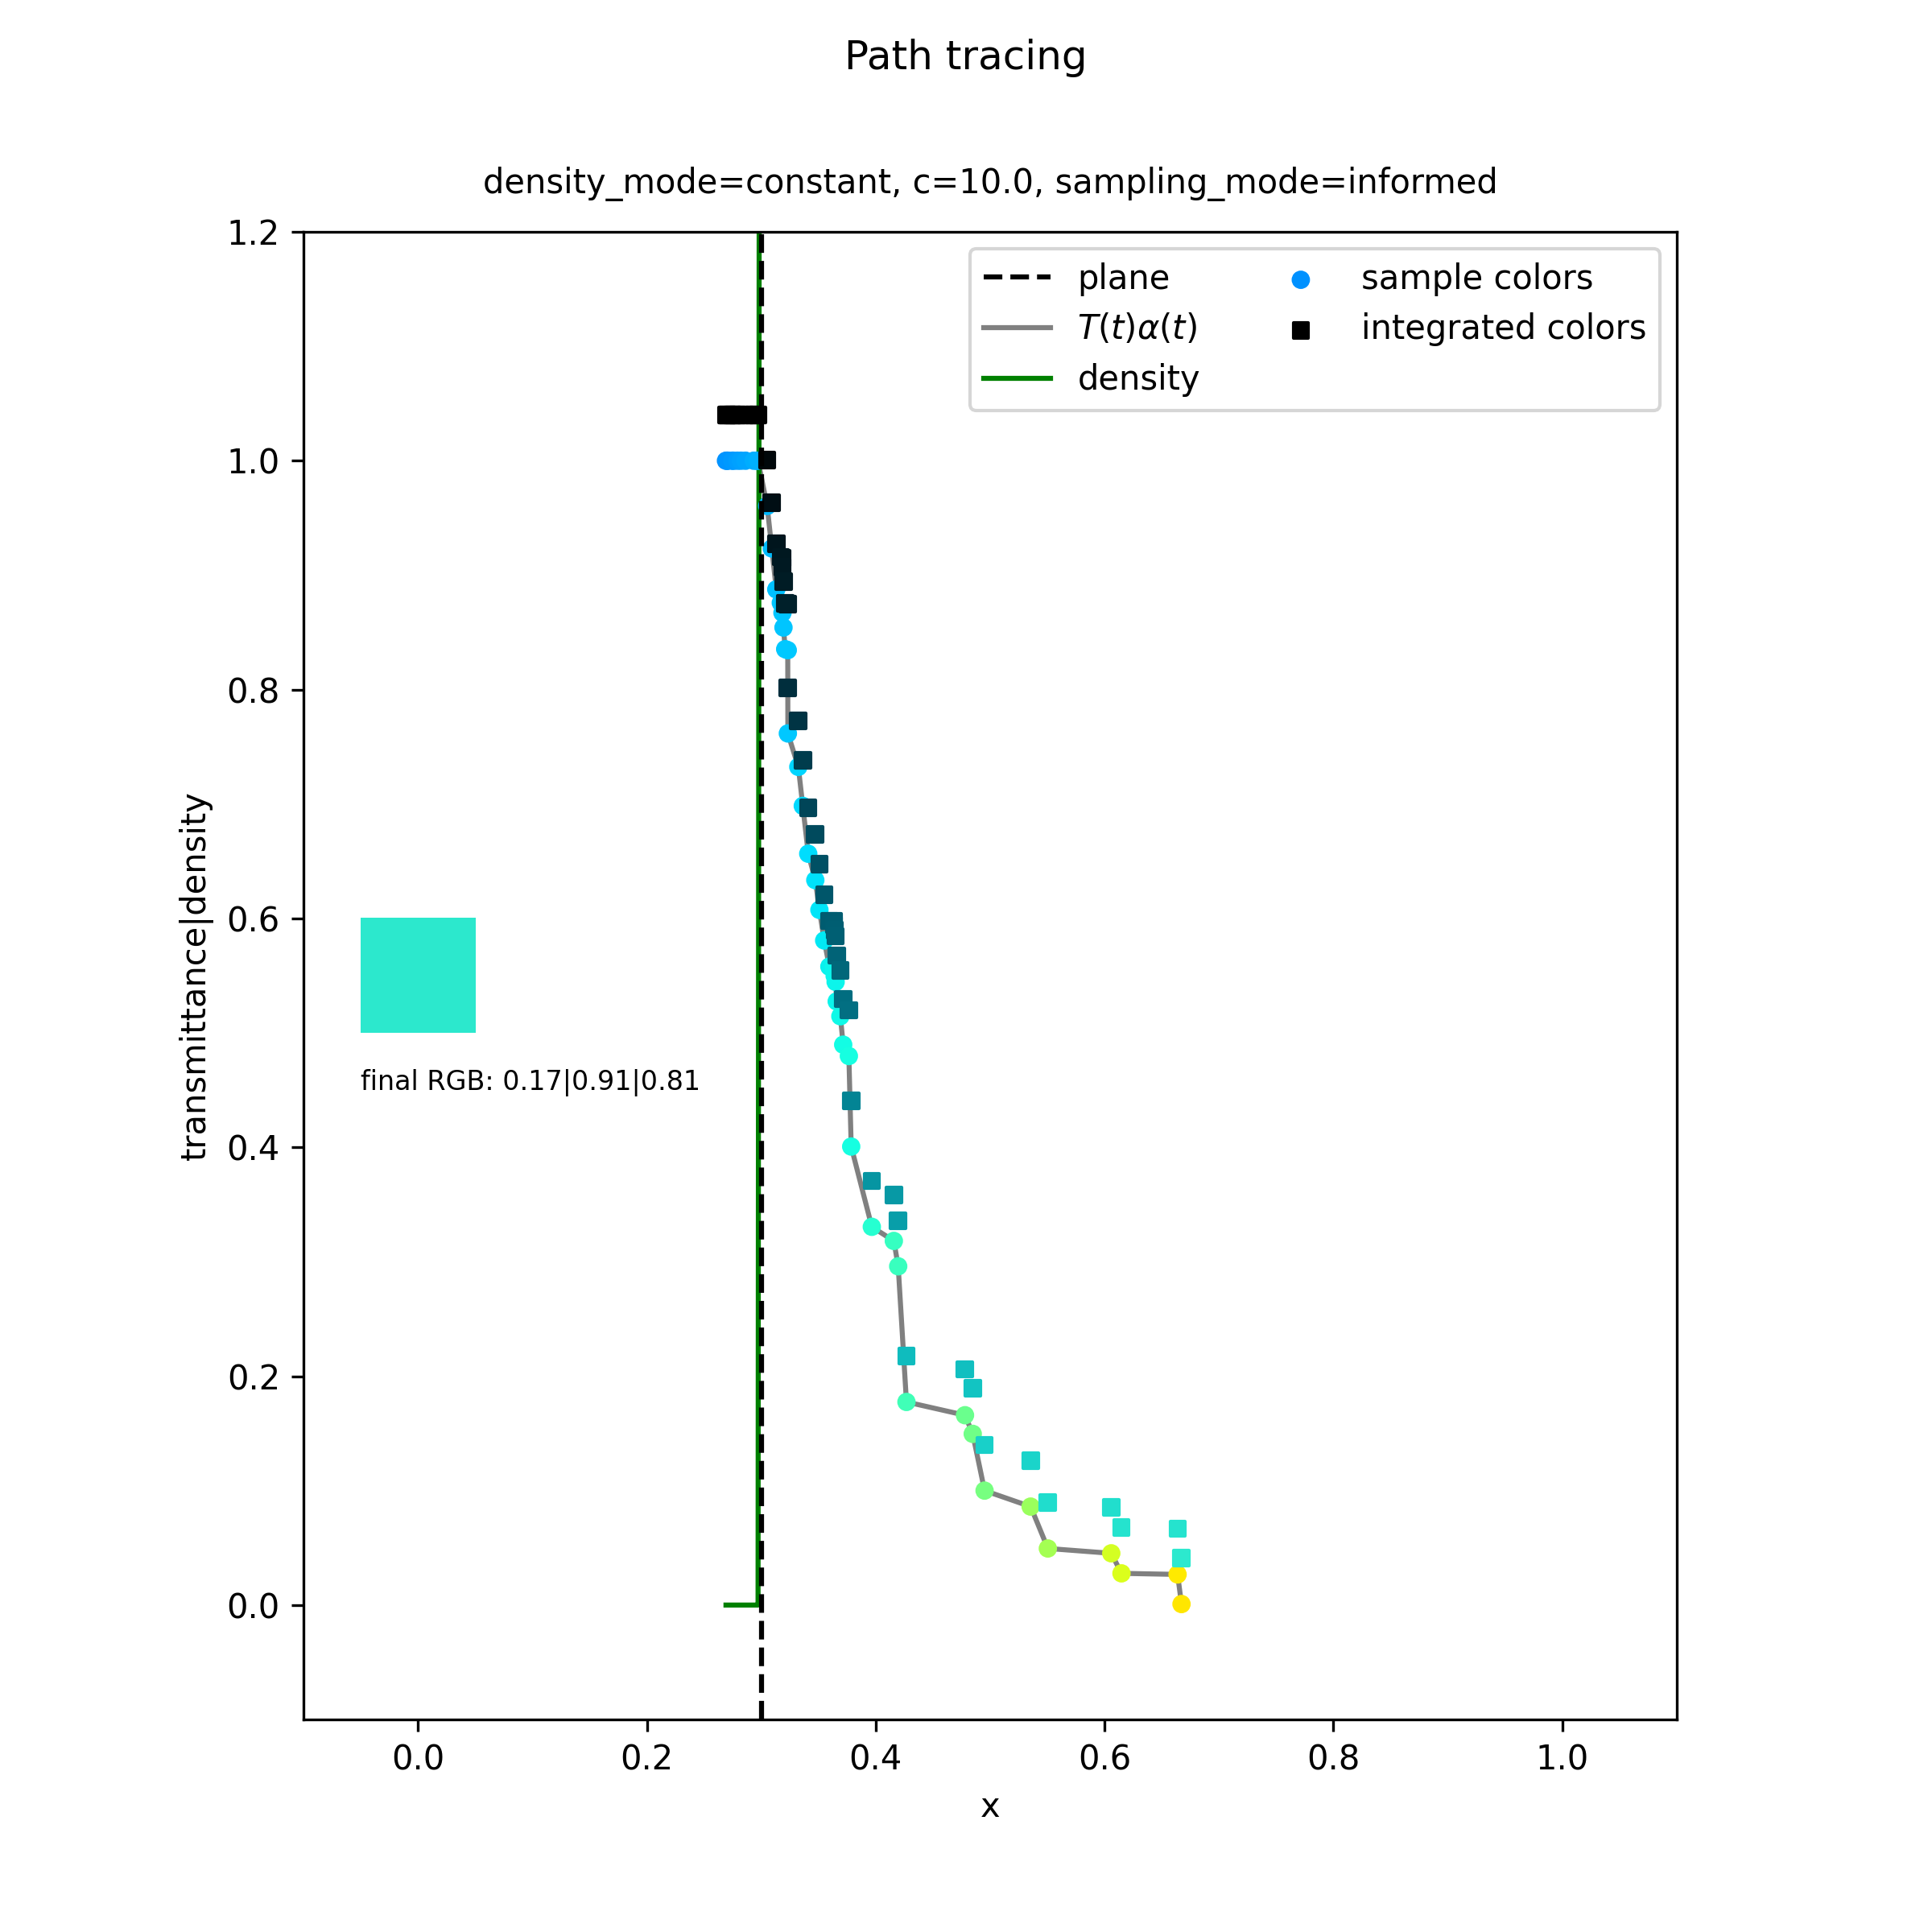 Path tracing
density_mode=constant, c=10.0, sampling_mode=informed
plane
T(t)α(t)
density
sample colors
integrated colors
transmittance|density
1.2
1.0
0.8
0.6
0.4
0.2
0.0
final RGB: 0.17|0.91|0.81
0.0 0.2 0.4 0.6 0.8 1.0
x